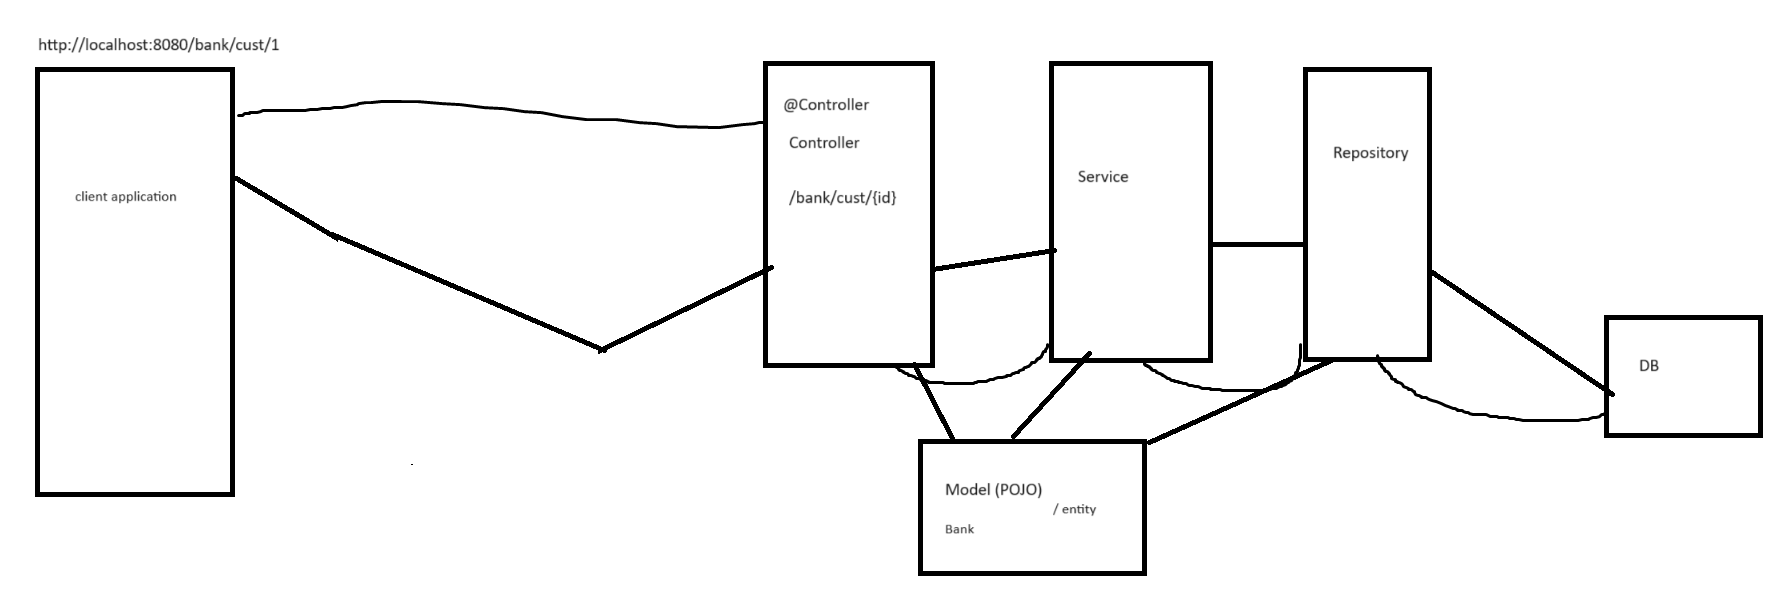 http://localhost:8080/bank/cust/1
client application
@Controller
Controller
/bank/cust/{id}
Service
Repository
DB
Model (POJO)
/ entity
Bank